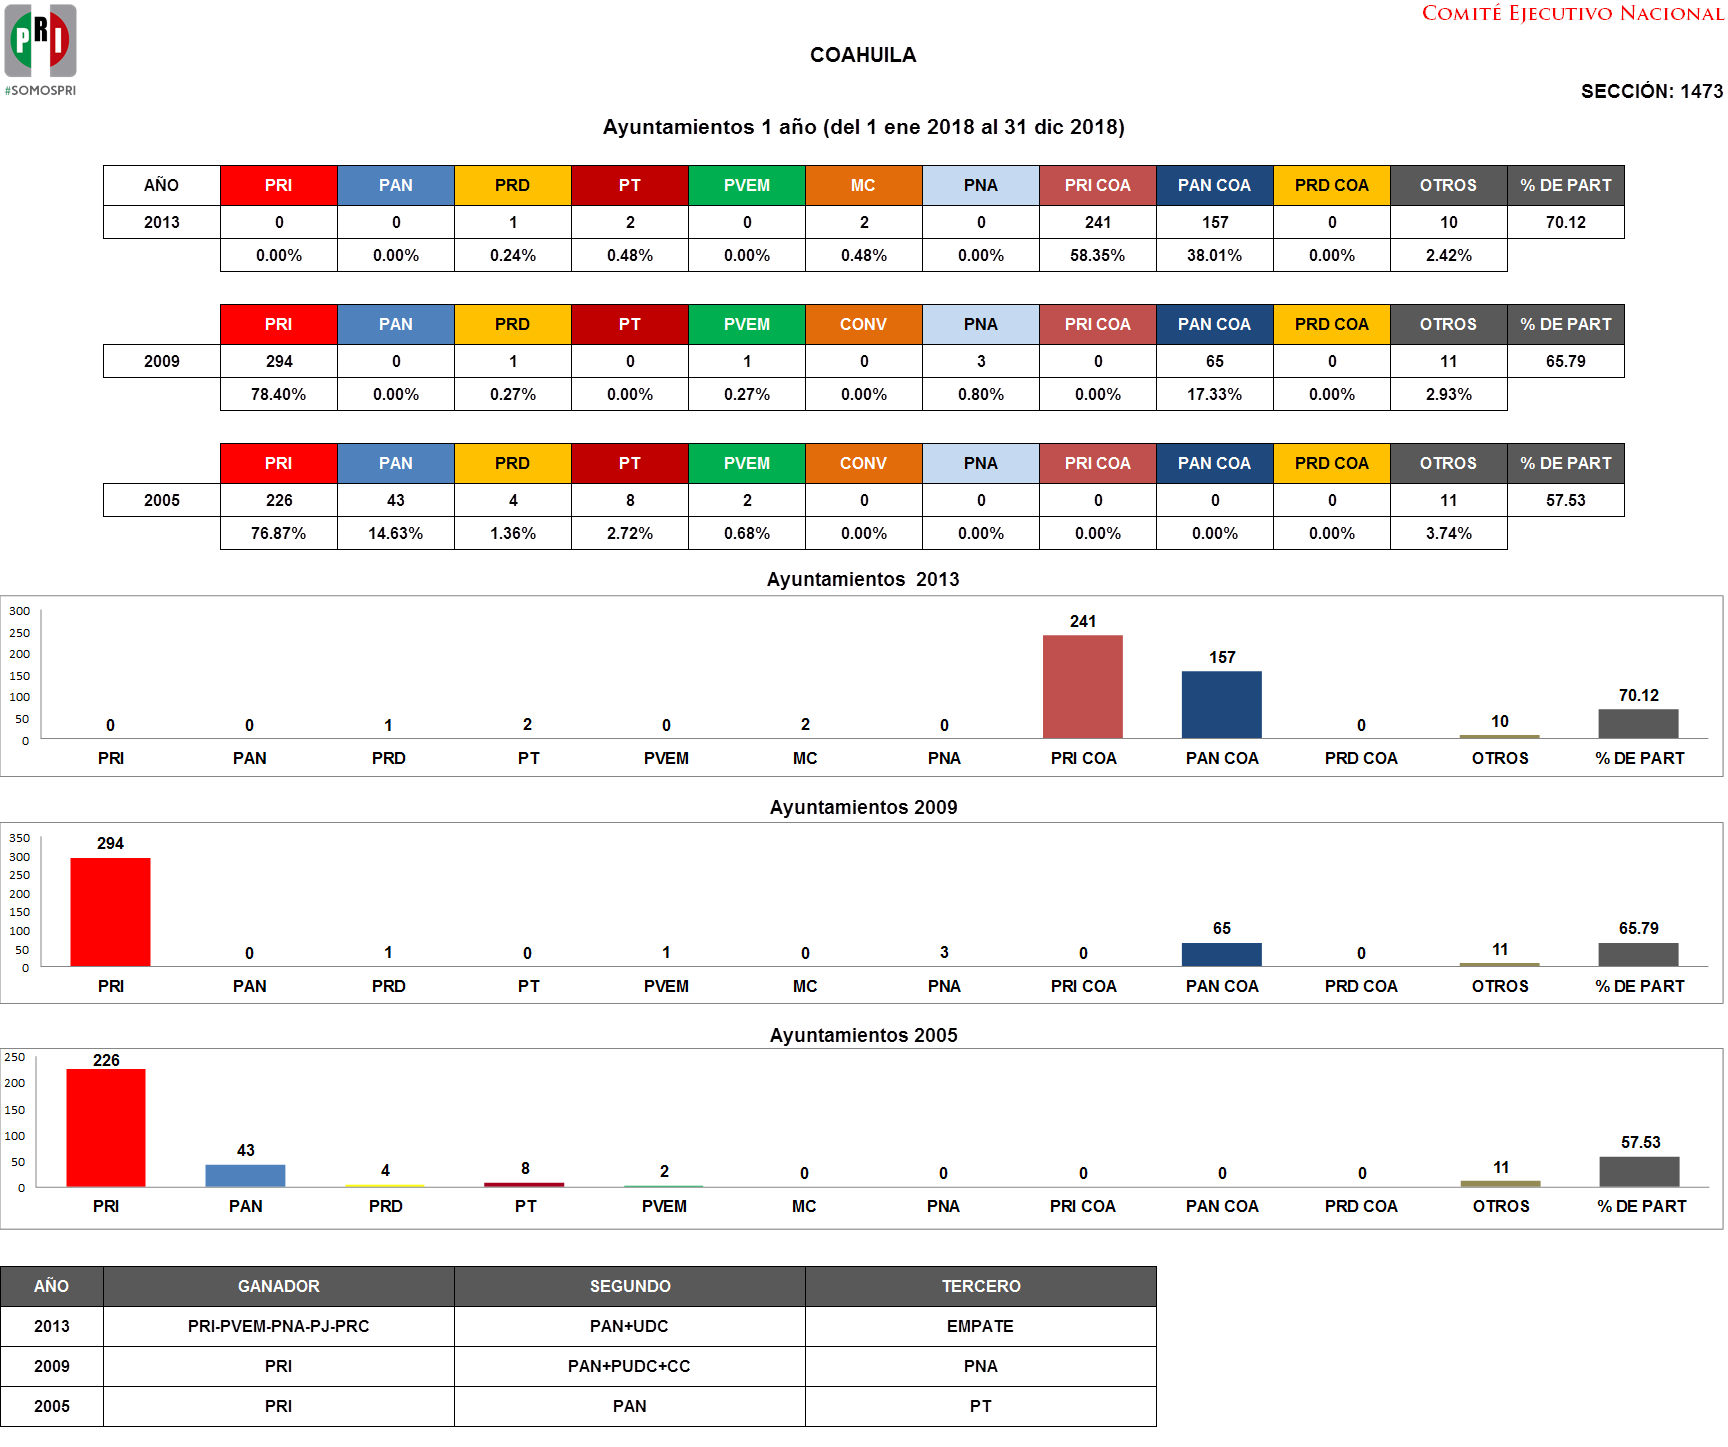 COMITÉ EJECUTIVO NACIONAL
PRI
#SOMOSPRI
COAHUILA
SECCIÓN: 1473
Ayuntamientos 1 año (del 1 ene 2018 al 31 dic 2018)
AÑO PRI PAN PRD PT PVEM MC PNA PRI COA PAN COA PRD COA OTROS % DE PART
2013 0 0 1 2 0 2 0 241 157 0 10 70.12
0.00% 0.00% 0.24% 0.48% 0.00% 0.48% 0.00% 58.35% 38.01% 0.00% 2.42%
PRI PAN PRD PT PVEM CONV PNA PRI COA PAN COA PRD COA OTROS % DE PART
2009 294 0 1 0 1 0 3 0 65 0 11 65.79
78.40% 0.00% 0.27% 0.00% 0.27% 0.00% 0.80% 0.00% 17.33% 0.00% 2.93%
PRI PAN PRD PT PVEM CONV PNA PRI COA PAN COA PRD COA OTROS % DE PART
2005 226 43 4 8 2 0 0 0 0 0 11 57.53
76.87% 14.63% 1.36% 2.72% 0.68% 0.00% 0.00% 0.00% 0.00% 0.00% 3.74%
Ayuntamientos 2013
300
250
200
150
100
50
0
0 0 1 2 0 2 0 241 157 0 10 70.12
PRI PAN PRD PT PVEM MC PNA PRI COA PAN COA PRD COA OTROS % DE PART
Ayuntamientos 2009
350
300
250
200
150
100
50
0
294 0 1 0 1 0 3 0 65 0 11 65.79
PRI PAN PRD PT PVEM MC PNA PRI COA PAN COA PRD COA OTROS % DE PART
Ayuntamientos 2005
250
200
150
100
50
0
226 43 4 8 2 0 0 0 0 0 11 57.53
PRI PAN PRD PT PVEM MC PNA PRI COA PAN COA PRD COA OTROS % DE PART
AÑO GANADOR SEGUNDO TERCERO
2013 PRI-PVEM-PNA-PJ-PRC PAN+UDC EMPATE
2009 PRI PAN+PUDC+CC PNA
2005 PRI PAN PT